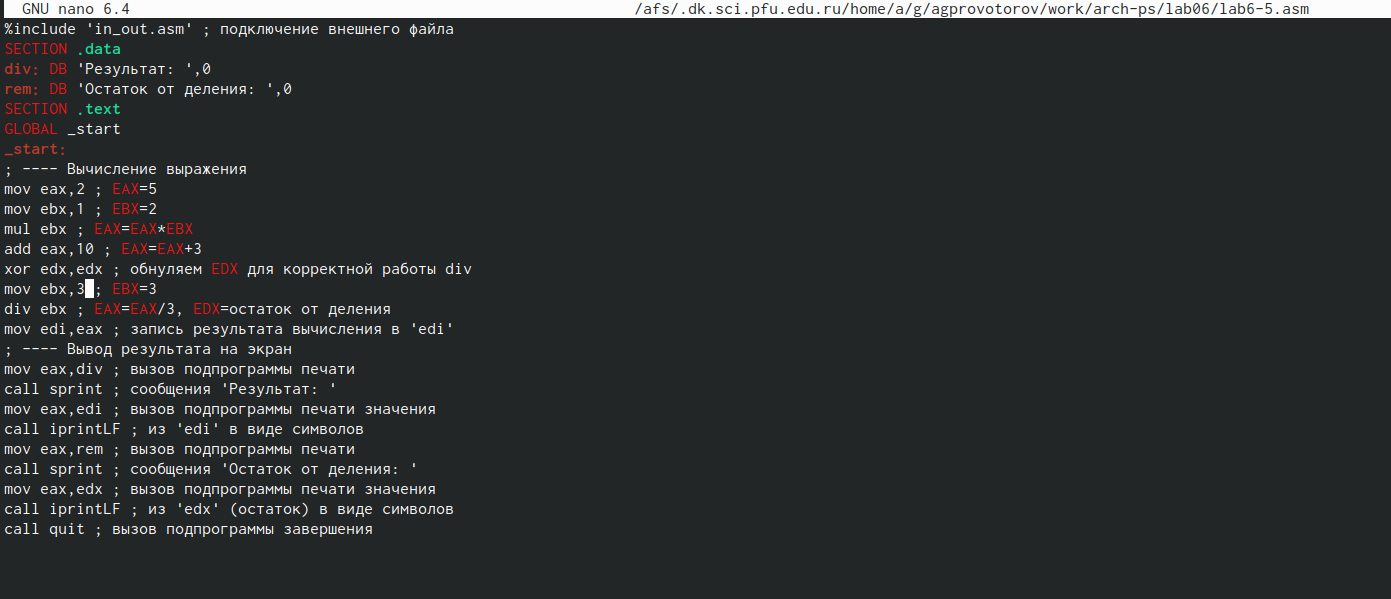 GNU nano 6.4 /afs/.dk.sci.pfu.edu.ru/home/a/g/agprovotorov/work/arch-ps/lab06/lab6-5.asm
%include 'in_out.asm' ; подключение внешнего файла
SECTION .data
div: DB 'Результат: ',0
rem: DB 'Остаток от деления: ',0
SECTION .text
GLOBAL _start
_start:
; ---- Вычисление выражения
mov eax,2 ; EAX=5
mov ebx,1 ; EBX=2
mul ebx ; EAX=EAX*EBX
add eax,10 ; EAX=EAX+3
xor edx,edx ; обнуляем EDX для корректной работы div
mov ebx,3 ; EBX=3
div ebx ; EAX=EAX/3, EDX=остаток от деления
mov edi,eax ; запись результата вычисления в 'edi'
; ---- Вывод результата на экран
mov eax,div ; вызов подпрограммы печати
call sprint ; сообщения 'Результат: '
mov eax,edi ; вызов подпрограммы печати значения
call iprintLF ; из 'edi' в виде символов
mov eax,rem ; вызов подпрограммы печати
call sprint ; сообщения 'Остаток от деления: '
mov eax,edx ; вызов подпрограммы печати значения
call iprintLF ; из 'edx' (остаток) в виде символов
call quit ; вызов подпрограммы завершения